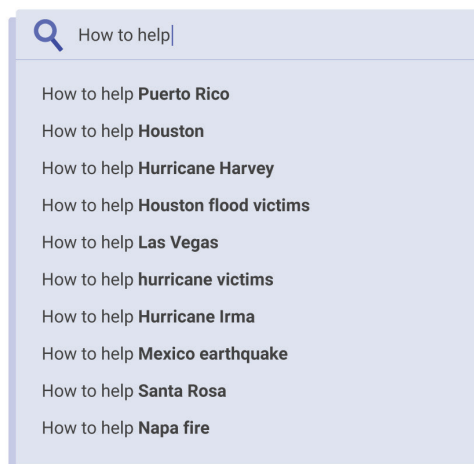 How to help
How to help Puerto Rico
How to help Houston
How to help Hurricane Harvey
How to help Houston flood victims
How to help Las Vegas
How to help hurricane victims
How to help Hurricane Irma
How to help Mexico earthquake
How to help Santa Rosa
How to help Napa fire